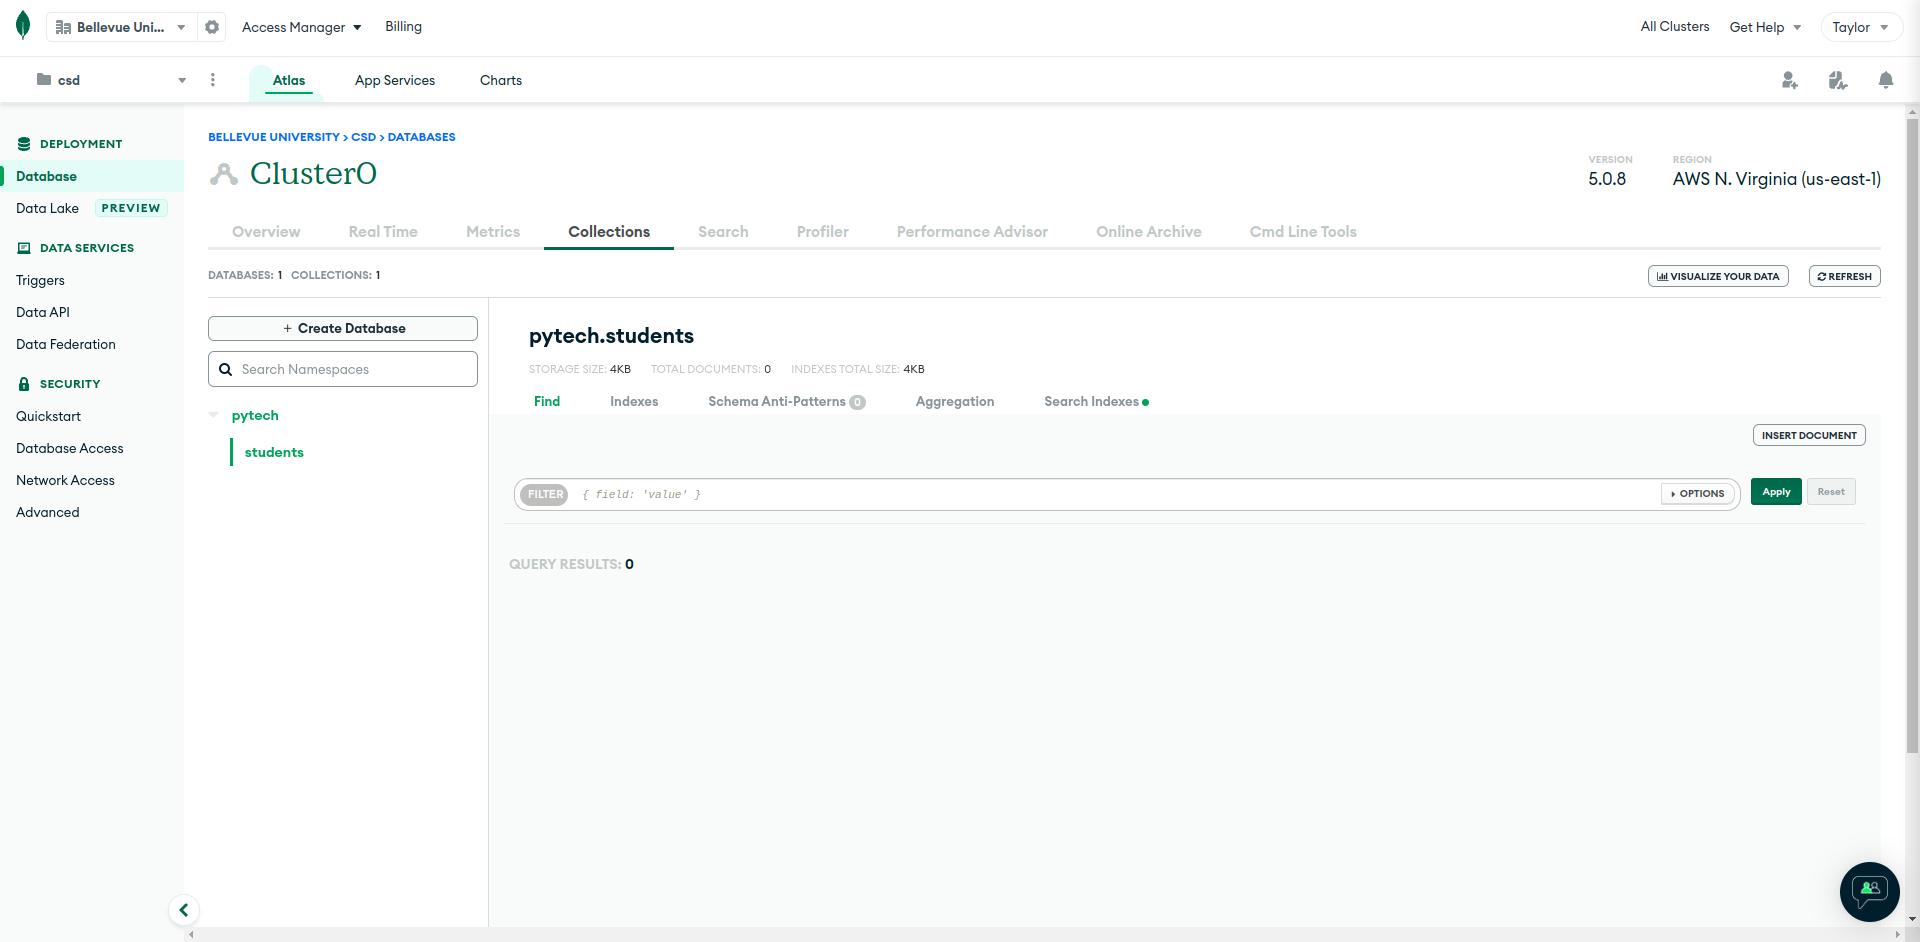 Bellevue Uni...
Access Manager
Billing
All Clusters
Get Help
Taylor
csd
Atlas
App Services
Charts
DEPLOYMENT
Database
Data Lake PREVIEW
DATA SERVICES
Triggers
Data API
Data Federation
SECURITY
Quickstart
Database Access
Network Access
Advanced
BELLEVUE UNIVERSITY > CSD > DATABASES
Cluster0
VERSION
5.0.8
REGION
AWS N. Virginia (us-east-1)
Overview
Real Time
Metrics
Collections
Search
Profiler
Performance Advisor
Online Archive
Cmd Line Tools
DATABASES: 1 COLLECTIONS: 1
VISUALIZE YOUR DATA
REFRESH
+ Create Database
Search Namespaces
pytech
students
pytech.students
STORAGE SIZE: 4KB TOTAL DOCUMENTS: 0 INDEXES TOTAL SIZE: 4KB
Find
Indexes
Schema Anti-Patterns 0
Aggregation
Search Indexes
INSERT DOCUMENT
FILTER { field: 'value' }
OPTIONS
Apply
Reset
QUERY RESULTS: 0